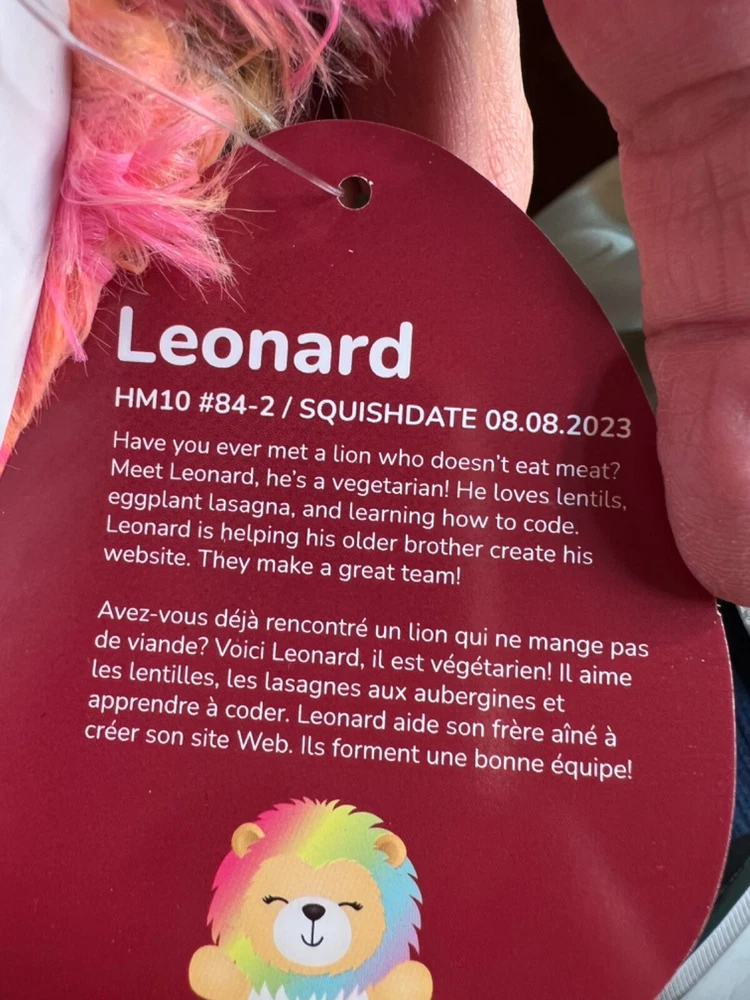 Leonard
HM10 #84-2 / SQUISHDATE 08.08.2023
Have you ever met a lion who doesn't eat meat?
Meet Leonard, he's a vegetarian! He loves lentils,
eggplant lasagna, and learning how to code.
Leonard is helping his older brother create his
website. They make a great team!
Avez-vous déjà rencontré un lion qui ne mange pas
de viande? Voici Leonard, il est végétarien! Il aime
les lentilles, les lasagnes aux aubergines et
apprendre à coder. Leonard aide son frère aîné à
créer son site Web. Ils forment une bonne équipe!